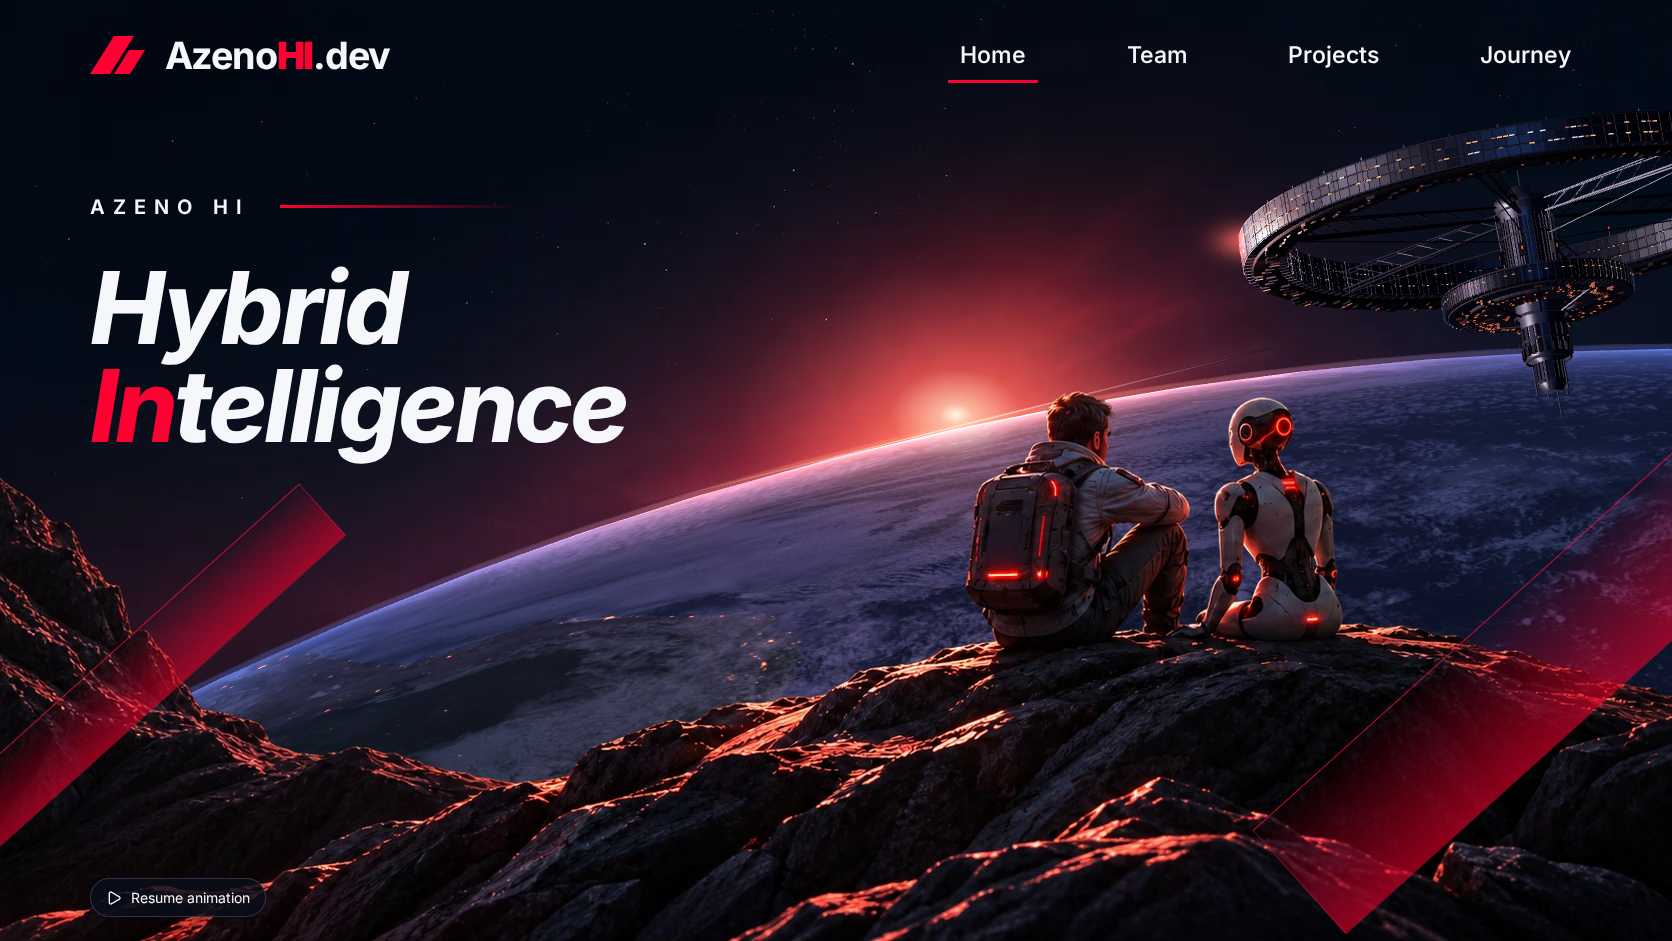 AzenoHI.dev
Home
Team
Projects
Journey
AZENO HI
Hybrid
Intelligence
Resume animation